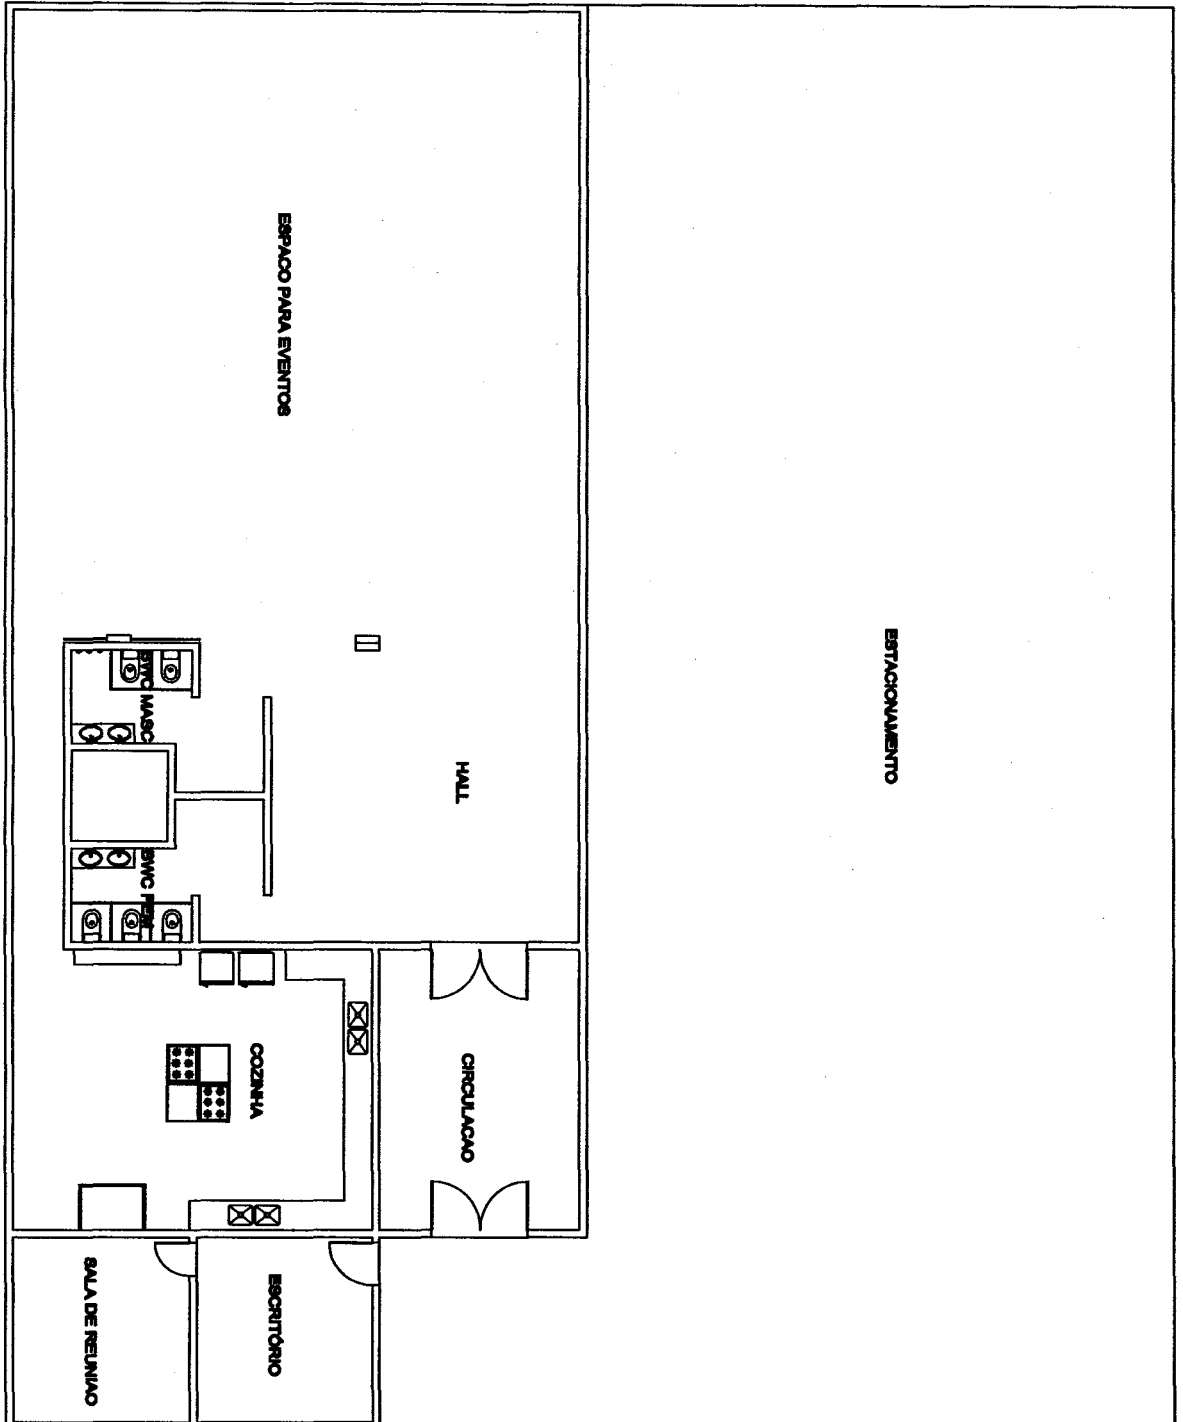 ESPACO PARA EVENTOS
ESTACIONAMENTO
BWC MASC
HALL
BWC FEM
COZINHA
CIRCULACAO
SALA DE REUNIAO
ESCRITÓRIO